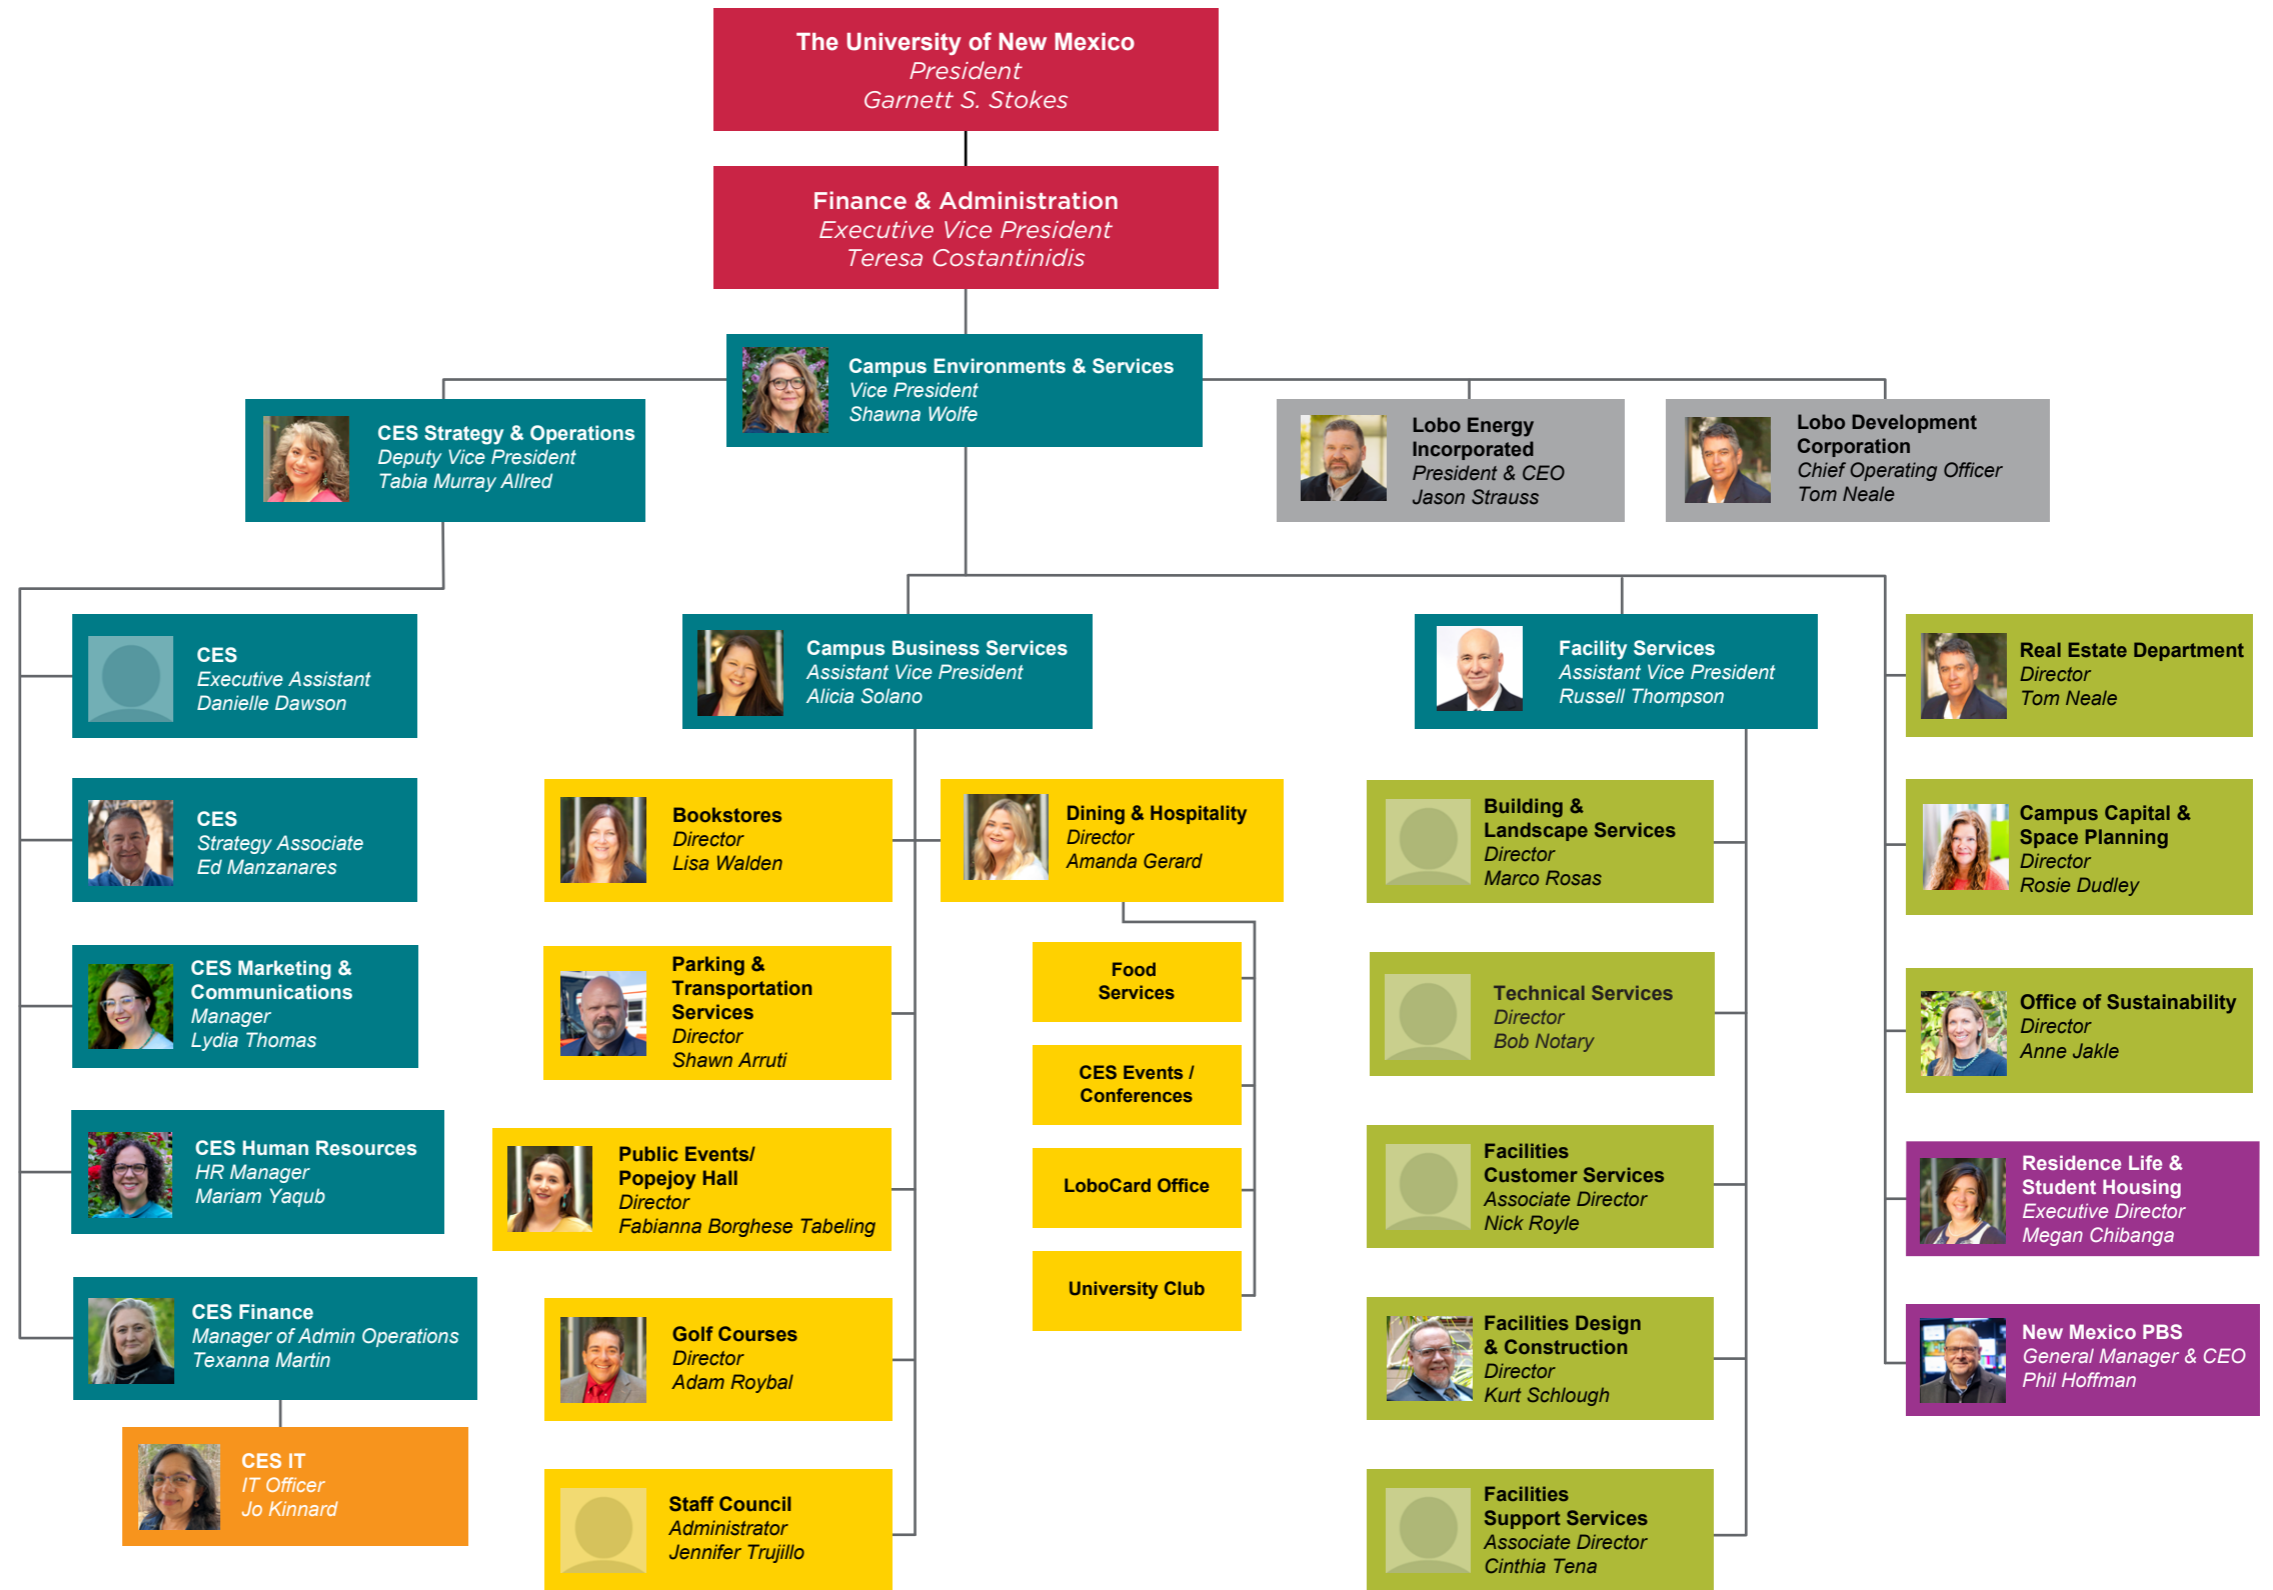 The University of New Mexico
President
Garnett S. Stokes
Finance & Administration
Executive Vice President
Teresa Costantinidis
Campus Environments & Services
Vice President
Shawna Wolfe
CES Strategy & Operations
Deputy Vice President
Tabia Murray Allred
Lobo Energy
Incorporated
President & CEO
Jason Strauss
Lobo Development
Corporation
Chief Operating Officer
Tom Neale
CES
Executive Assistant
Danielle Dawson
CES
Strategy Associate
Ed Manzanares
CES Marketing &
Communications
Manager
Lydia Thomas
CES Human Resources
HR Manager
Mariam Yaqub
CES Finance
Manager of Admin Operations
Texanna Martin
CES IT
IT Officer
Jo Kinnard
Campus Business Services
Assistant Vice President
Alicia Solano
Bookstores
Director
Lisa Walden
Parking &
Transportation
Services
Director
Shawn Arruti
Public Events/
Popejoy Hall
Director
Fabianna Borghese Tabeling
Golf Courses
Director
Adam Roybal
Staff Council
Administrator
Jennifer Trujillo
Dining & Hospitality
Director
Amanda Gerard
Food
Services
CES Events /
Conferences
LoboCard Office
University Club
Facility Services
Assistant Vice President
Russell Thompson
Building &
Landscape Services
Director
Marco Rosas
Technical Services
Director
Bob Notary
Facilities
Customer Services
Associate Director
Nick Royle
Facilities Design
& Construction
Director
Kurt Schlough
Facilities
Support Services
Associate Director
Cinthia Tena
Real Estate Department
Director
Tom Neale
Campus Capital &
Space Planning
Director
Rosie Dudley
Office of Sustainability
Director
Anne Jakle
Residence Life &
Student Housing
Executive Director
Megan Chibanga
New Mexico PBS
General Manager & CEO
Phil Hoffman